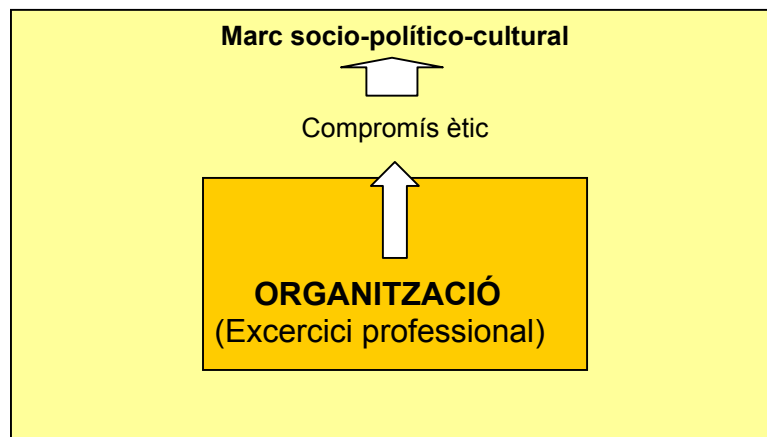 Marc socio-político-cultural
Compromís ètic
ORGANITZACIÓ
(Excercici professional)